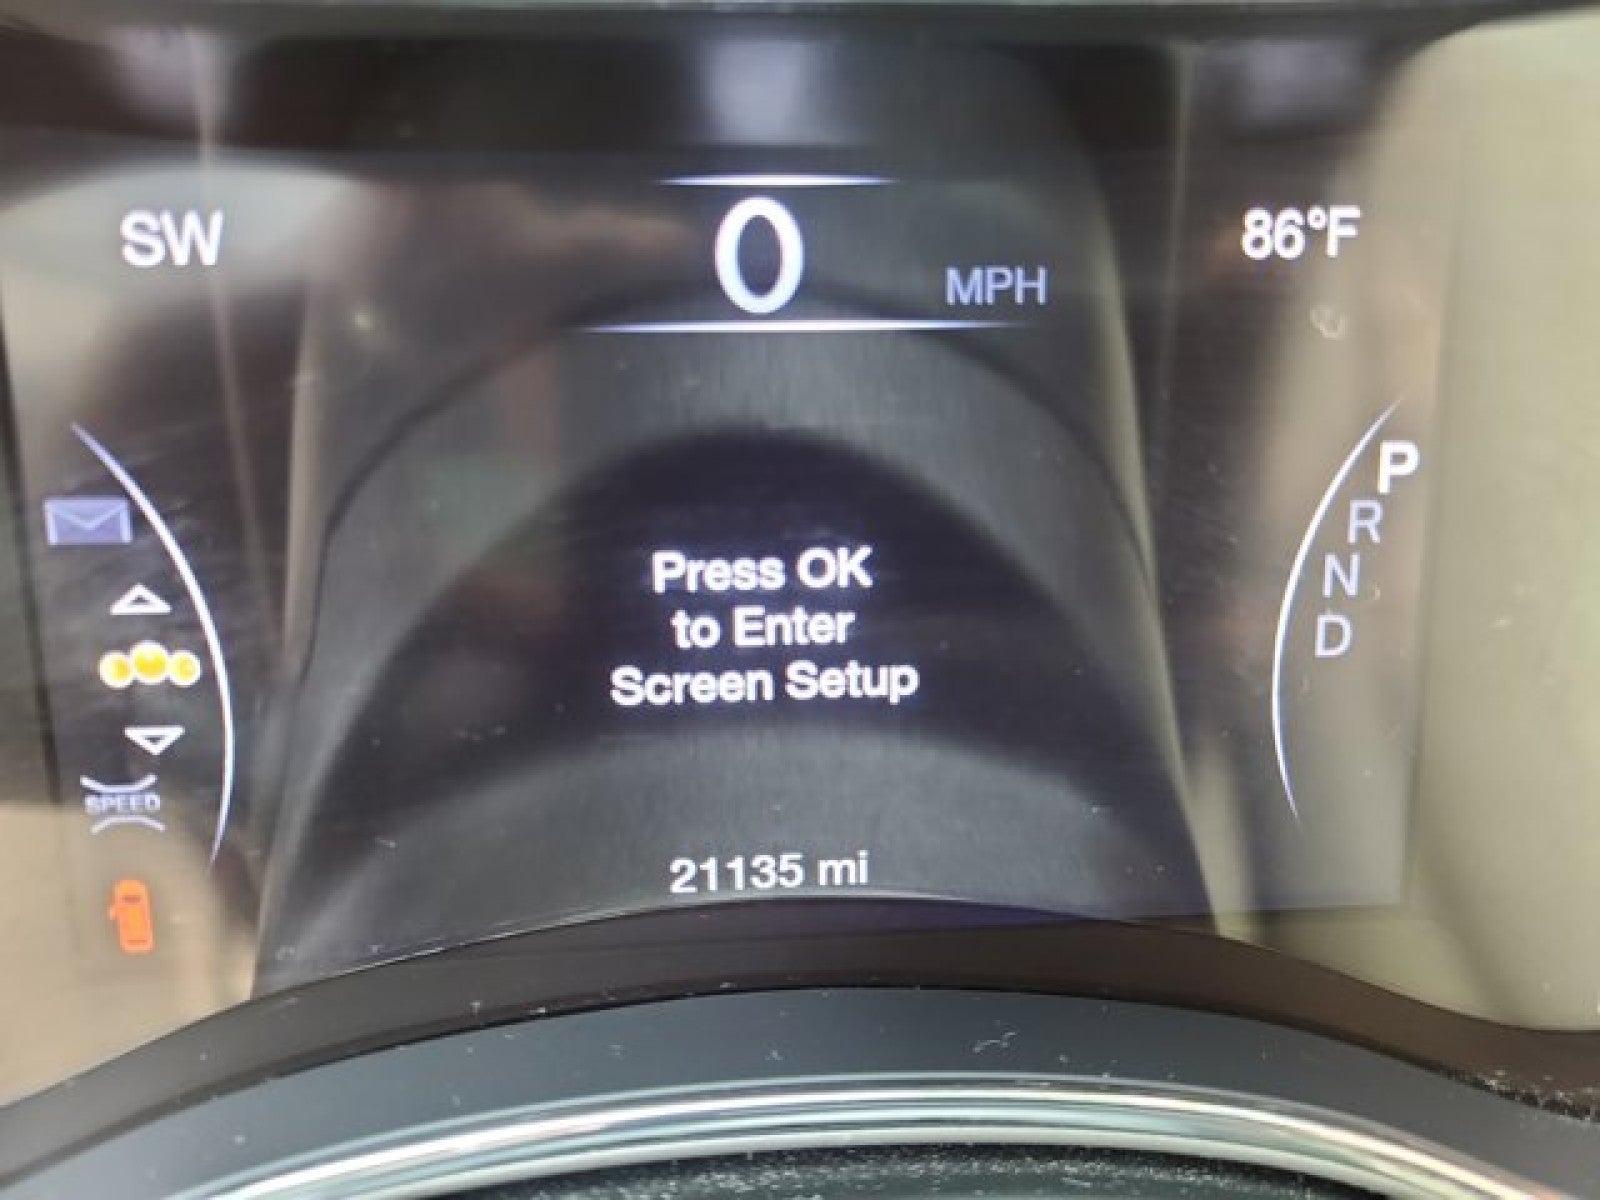 SW
0
MPH
86°F
P
R
N
D
Press OK
to Enter
Screen Setup
SPEED
21135 mi